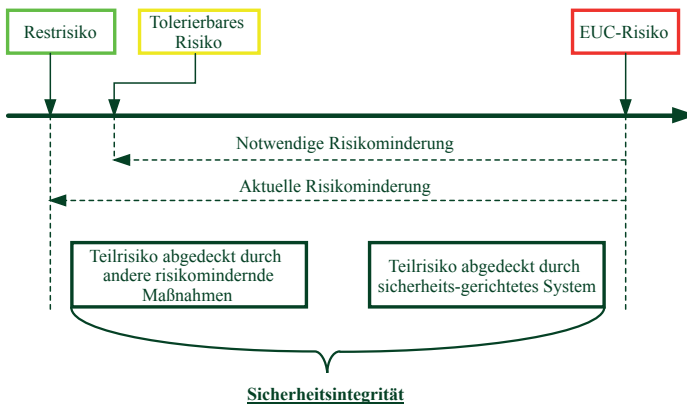 Restrisiko
Tolerierbares
Risiko
EUC-Risiko
Notwendige Risikominderung
Aktuelle Risikominderung
Teilrisiko abgedeckt durch
andere risikomindernde
Maßnahmen
Teilrisiko abgedeckt durch
sicherheits-gerichtetes System
Sicherheitsintegrität